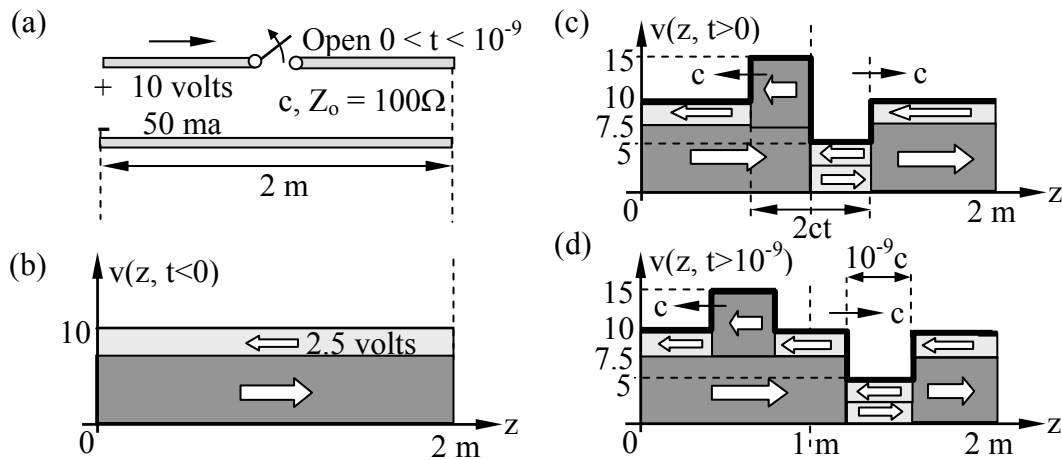 (a)
Open 0 < t < 10⁻⁹
+ 10 volts
c, Zₒ = 100Ω
50 ma
2 m
(b)
v(z, t<0)
10
2.5 volts
0
2 m
z
(c)
v(z, t>0)
15
c
c
10
7.5
5
0
2 m
z
2ct
(d)
v(z, t>10⁻⁹)
10⁻⁹c
15
c
c
10
7.5
5
0
1 m
2 m
z